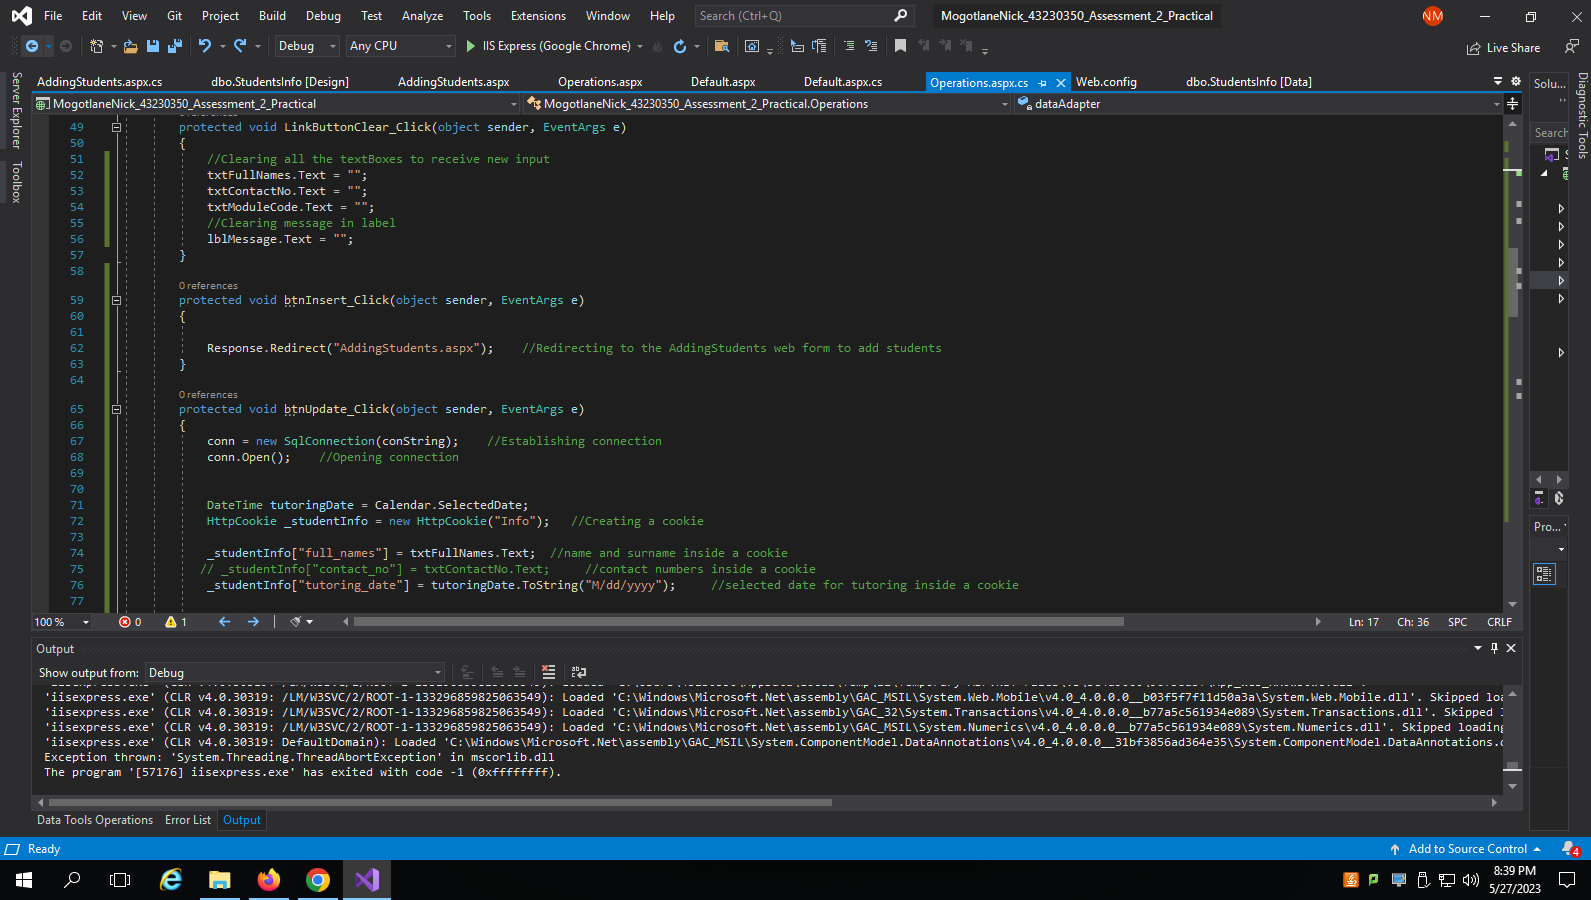 File Edit View Git Project Build Debug Test Analyze Tools Extensions Window Help Search (Ctrl+Q) MogotlaneNick_43230350_Assessment_2_Practical NM
Debug Any CPU IIS Express (Google Chrome) Live Share
AddingStudents.aspx.cs dbo.StudentsInfo [Design] AddingStudents.aspx Operations.aspx Default.aspx Default.aspx.cs Operations.aspx.cs Web.config dbo.StudentsInfo [Data] Solu...
MogotlaneNick_43230350_Assessment_2_Practical MogotlaneNick_43230350_Assessment_2_Practical.Operations dataAdapter
Server Explorer
Toolbox
Diagnostic Tools
Search
49 protected void LinkButtonClear_Click(object sender, EventArgs e)
50 {
51 //Clearing all the textBoxes to receive new input
52 txtFullNames.Text = "";
53 txtContactNo.Text = "";
54 txtModuleCode.Text = "";
55 //Clearing message in label
56 lblMessage.Text = "";
57 }
58
0 references
59 protected void btnInsert_Click(object sender, EventArgs e)
60 {
61
62 Response.Redirect("AddingStudents.aspx"); //Redirecting to the AddingStudents web form to add students
63 }
64
0 references
65 protected void btnUpdate_Click(object sender, EventArgs e)
66 {
67 conn = new SqlConnection(conString); //Establishing connection
68 conn.Open(); //Opening connection
69
70
71 DateTime tutoringDate = Calendar.SelectedDate;
72 HttpCookie _studentInfo = new HttpCookie("Info"); //Creating a cookie
73
74 _studentInfo["full_names"] = txtFullNames.Text; //name and surname inside a cookie
75 // _studentInfo["contact_no"] = txtContactNo.Text; //contact numbers inside a cookie
76 _studentInfo["tutoring_date"] = tutoringDate.ToString("M/dd/yyyy"); //selected date for tutoring inside a cookie
77
Pro...
100 % 0 1 Ln: 17 Ch: 36 SPC CRLF
Output
Show output from: Debug
'iisexpress.exe' (CLR v4.0.30319: /LM/W3SVC/2/ROOT-1-133296859825063549): Loaded 'C:\Windows\Microsoft.Net\assembly\GAC_MSIL\System.Web.Mobile\v4.0_4.0.0.0__b03f5f7f11d50a3a\System.Web.Mobile.dll'. Skipped loa
'iisexpress.exe' (CLR v4.0.30319: /LM/W3SVC/2/ROOT-1-133296859825063549): Loaded 'C:\Windows\Microsoft.Net\assembly\GAC_32\System.Transactions\v4.0_4.0.0.0__b77a5c561934e089\System.Transactions.dll'. Skipped l
'iisexpress.exe' (CLR v4.0.30319: /LM/W3SVC/2/ROOT-1-133296859825063549): Loaded 'C:\Windows\Microsoft.Net\assembly\GAC_MSIL\System.Numerics\v4.0_4.0.0.0__b77a5c561934e089\System.Numerics.dll'. Skipped loading
'iisexpress.exe' (CLR v4.0.30319: DefaultDomain): Loaded 'C:\Windows\Microsoft.Net\assembly\GAC_MSIL\System.ComponentModel.DataAnnotations\v4.0_4.0.0.0__31bf3856ad364e35\System.ComponentModel.DataAnnotations.d
Exception thrown: 'System.Threading.ThreadAbortException' in mscorlib.dll
The program '[57176] iisexpress.exe' has exited with code -1 (0xffffffff).
Data Tools Operations Error List Output
Ready Add to Source Control 4
8:39 PM
5/27/2023